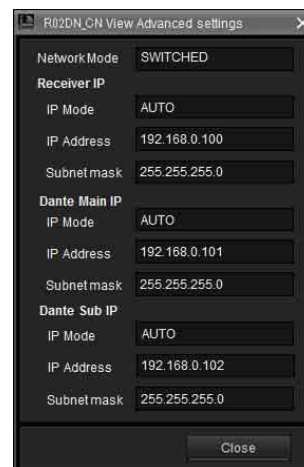 R02DN_CN View Advanced settings
Network Mode SWITCHED
Receiver IP
IP Mode AUTO
IP Address 192.168.0.100
Subnet mask 255.255.255.0
Dante Main IP
IP Mode AUTO
IP Address 192.168.0.101
Subnet mask 255.255.255.0
Dante Sub IP
IP Mode AUTO
IP Address 192.168.0.102
Subnet mask 255.255.255.0
Close